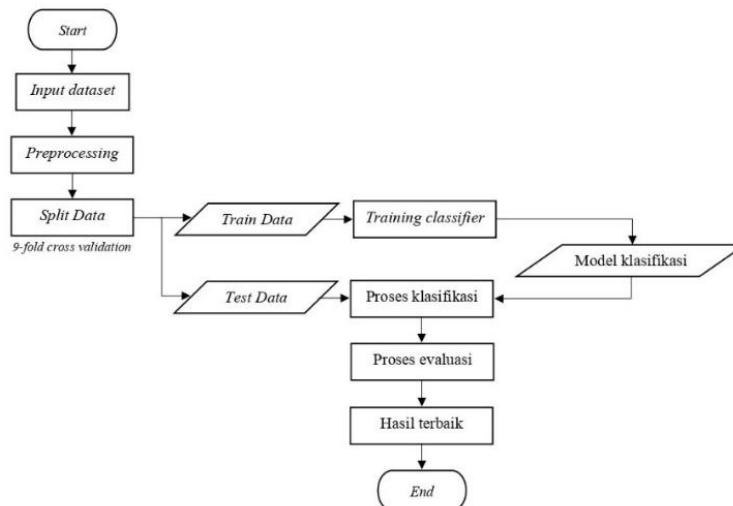 Start
Input dataset
Preprocessing
Split Data
9-fold cross validation
Train Data
Training classifier
Model klasifikasi
Test Data
Proses klasifikasi
Proses evaluasi
Hasil terbaik
End